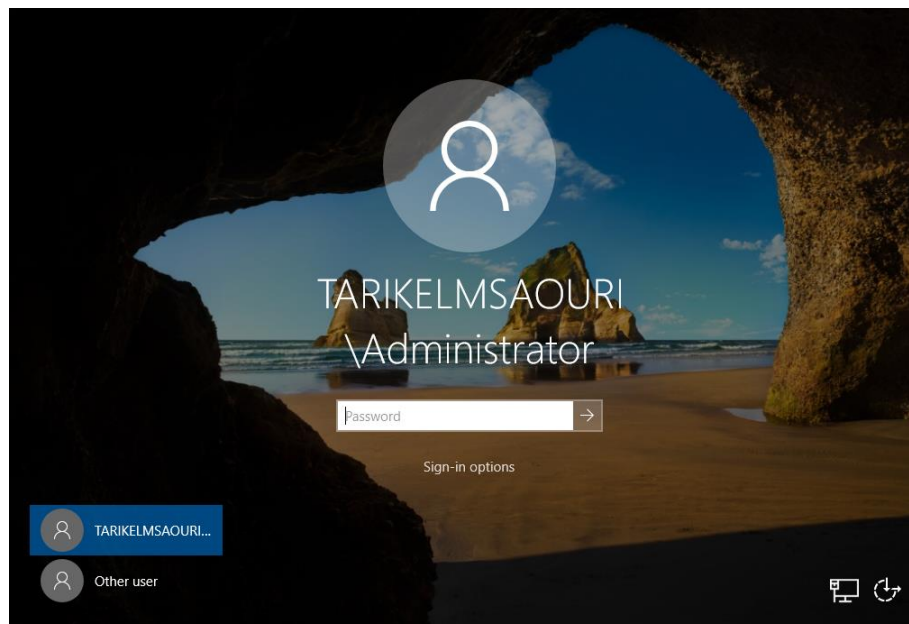 TARIKELMSAOURI
\Administrator
Password
Sign-in options
TARIKELMSAOURI...
Other user